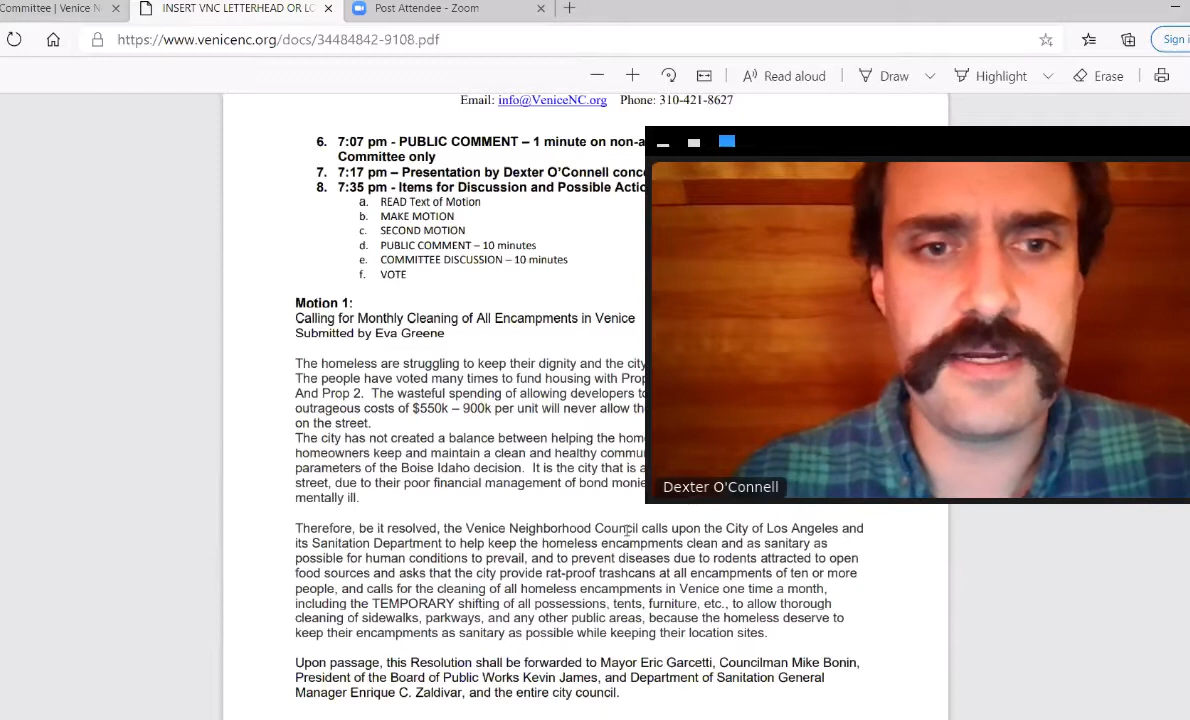 Committee | Venice N
INSERT VNC LETTERHEAD OR LO
Post Attendee - Zoom
https://www.venicenc.org/docs/34484842-9108.pdf
Sign i
Read aloud
Draw
Highlight
Erase
Email: info@VeniceNC.org Phone: 310-421-8627
6. 7:07 pm - PUBLIC COMMENT – 1 minute on non-a
Committee only
7. 7:17 pm – Presentation by Dexter O'Connell conc
8. 7:35 pm - Items for Discussion and Possible Actio
a. READ Text of Motion
b. MAKE MOTION
c. SECOND MOTION
d. PUBLIC COMMENT – 10 minutes
e. COMMITTEE DISCUSSION – 10 minutes
f. VOTE
Motion 1:
Calling for Monthly Cleaning of All Encampments in Venice
Submitted by Eva Greene
The homeless are struggling to keep their dignity and the city
The people have voted many times to fund housing with Prop
And Prop 2. The wasteful spending of allowing developers to
outrageous costs of $550k – 900k per unit will never allow th
on the street.
The city has not created a balance between helping the hom
homeowners keep and maintain a clean and healthy commu
parameters of the Boise Idaho decision. It is the city that is a
street, due to their poor financial management of bond monie
mentally ill.
Therefore, be it resolved, the Venice Neighborhood Council calls upon the City of Los Angeles and
its Sanitation Department to help keep the homeless encampments clean and as sanitary as
possible for human conditions to prevail, and to prevent diseases due to rodents attracted to open
food sources and asks that the city provide rat-proof trashcans at all encampments of ten or more
people, and calls for the cleaning of all homeless encampments in Venice one time a month,
including the TEMPORARY shifting of all possessions, tents, furniture, etc., to allow thorough
cleaning of sidewalks, parkways, and any other public areas, because the homeless deserve to
keep their encampments as sanitary as possible while keeping their location sites.
Upon passage, this Resolution shall be forwarded to Mayor Eric Garcetti, Councilman Mike Bonin,
President of the Board of Public Works Kevin James, and Department of Sanitation General
Manager Enrique C. Zaldivar, and the entire city council.
Dexter O'Connell